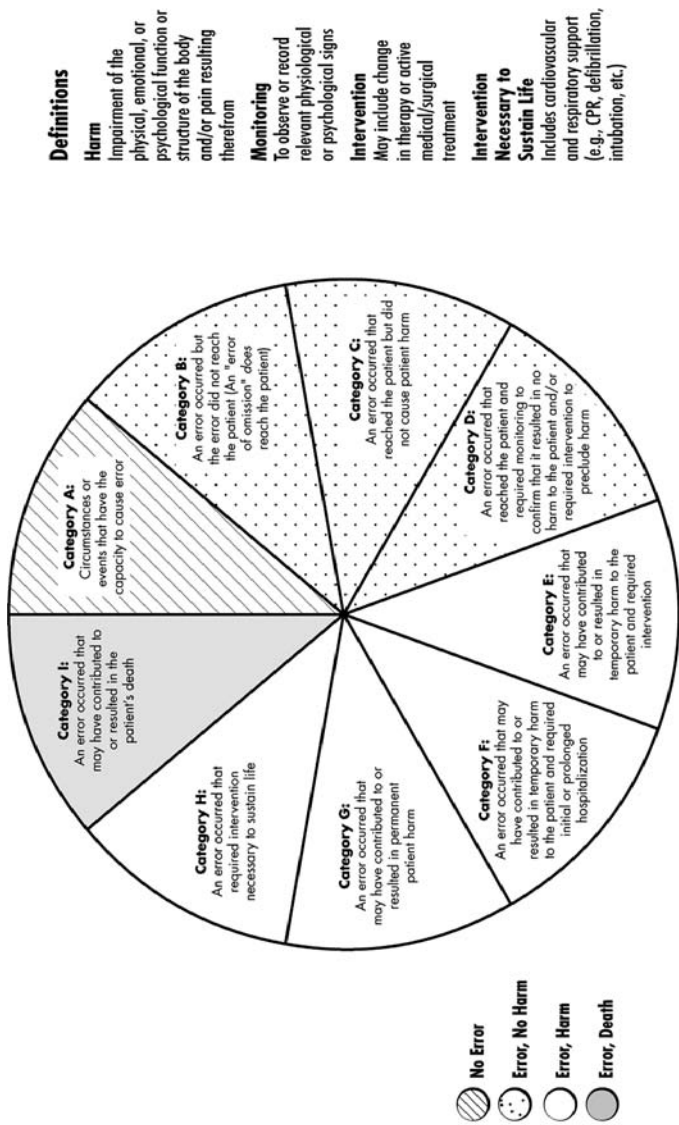 Category A:
Circumstances or
events that have the
capacity to cause error
Category B:
An error occurred but
the error did not reach
the patient (An "error
of omission" does
reach the patient)
Category C:
An error occurred that
reached the patient but did
not cause patient harm
Category D:
An error occurred that
reached the patient and
required monitoring to
confirm that it resulted in no
harm to the patient and/or
required intervention to
preclude harm
Category E:
An error occurred that
may have contributed
to or resulted in
temporary harm to the
patient and required
intervention
Category F:
An error occurred that may
have contributed to or
resulted in temporary harm
to the patient and required
initial or prolonged
hospitalization
Category G:
An error occurred that
may have contributed to or
resulted in permanent
patient harm
Category H:
An error occurred that
required intervention
necessary to sustain life
Category I:
An error occurred that
may have contributed to
or resulted in the
patient's death
Definitions
Harm
Impairment of the
physical, emotional, or
psychological function or
structure of the body
and/or pain resulting
therefrom
Monitoring
To observe or record
relevant physiological
or psychological signs
Intervention
May include change
in therapy or active
medical/surgical
treatment
Intervention
Necessary to
Sustain Life
Includes cardiovascular
and respiratory support
(e.g., CPR, defibrillation,
intubation, etc.)
No Error
Error, No Harm
Error, Harm
Error, Death